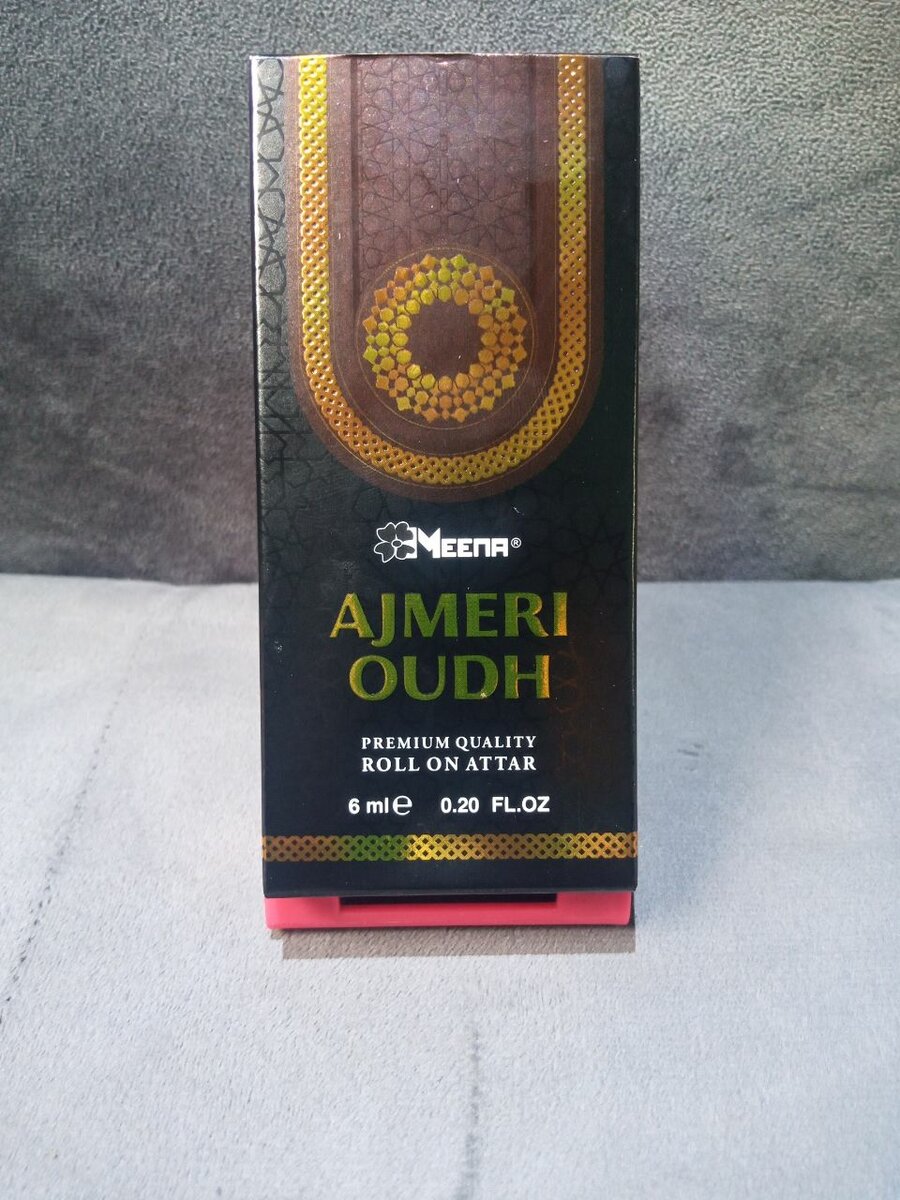 MEENA®
AJMERI
OUDH
PREMIUM QUALITY
ROLL ON ATTAR
6 ml℮ 0.20 FL.OZ